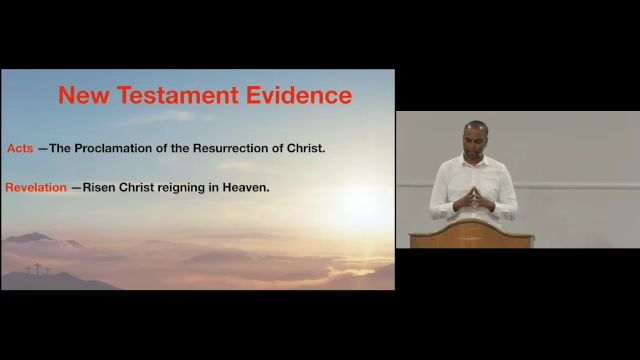 New Testament Evidence
Acts —The Proclamation of the Resurrection of Christ.
Revelation —Risen Christ reigning in Heaven.